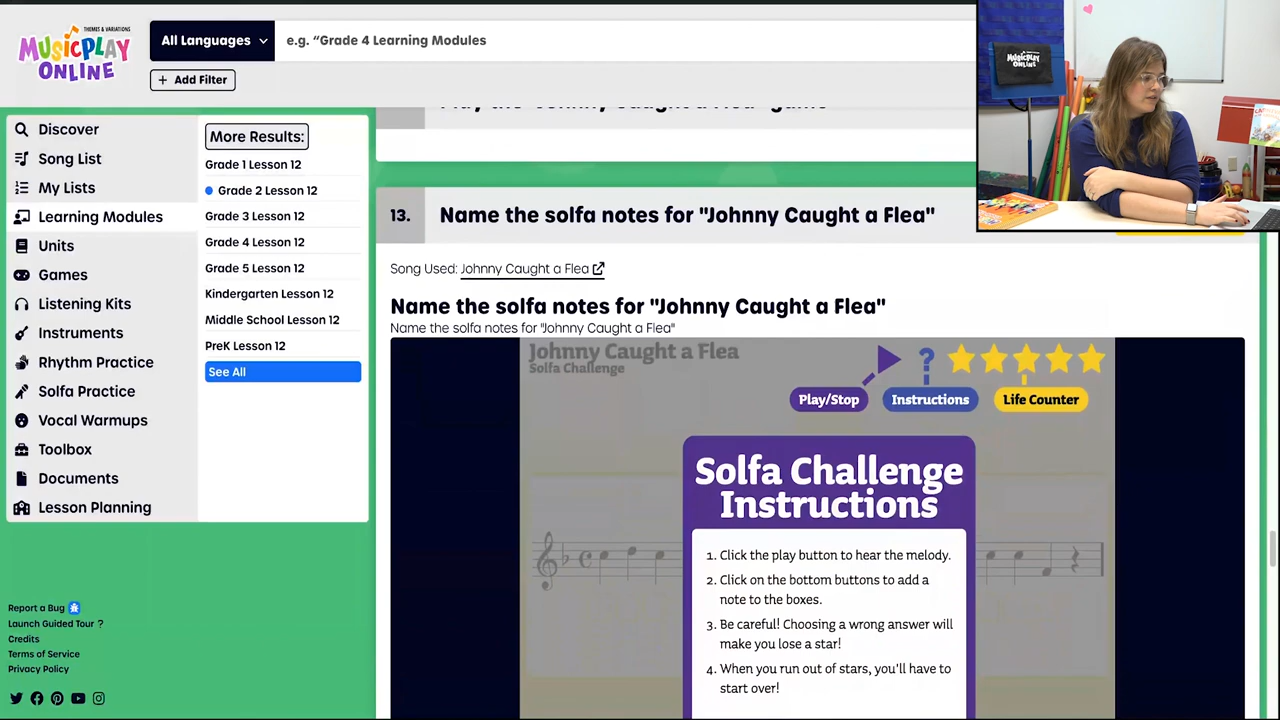 THEMES & VARIATIONS
MUSICPLAY
ONLINE
All Languages
e.g. “Grade 4 Learning Modules
+ Add Filter
Discover
Song List
My Lists
Learning Modules
Units
Games
Listening Kits
Instruments
Rhythm Practice
Solfa Practice
Vocal Warmups
Toolbox
Documents
Lesson Planning
More Results:
Grade 1 Lesson 12
Grade 2 Lesson 12
Grade 3 Lesson 12
Grade 4 Lesson 12
Grade 5 Lesson 12
Kindergarten Lesson 12
Middle School Lesson 12
PreK Lesson 12
See All
Report a Bug
Launch Guided Tour ?
Credits
Terms of Service
Privacy Policy
Play the "Johnny Caught a Flea" game
13. Name the solfa notes for "Johnny Caught a Flea"
Song Used: Johnny Caught a Flea
Name the solfa notes for "Johnny Caught a Flea"
Name the solfa notes for "Johnny Caught a Flea"
Johnny Caught a Flea
Solfa Challenge
?
Play/Stop
Instructions
Life Counter
Solfa Challenge
Instructions
1. Click the play button to hear the melody.
2. Click on the bottom buttons to add a
note to the boxes.
3. Be careful! Choosing a wrong answer will
make you lose a star!
4. When you run out of stars, you'll have to
start over!
MUSICPLAY
ONLINE